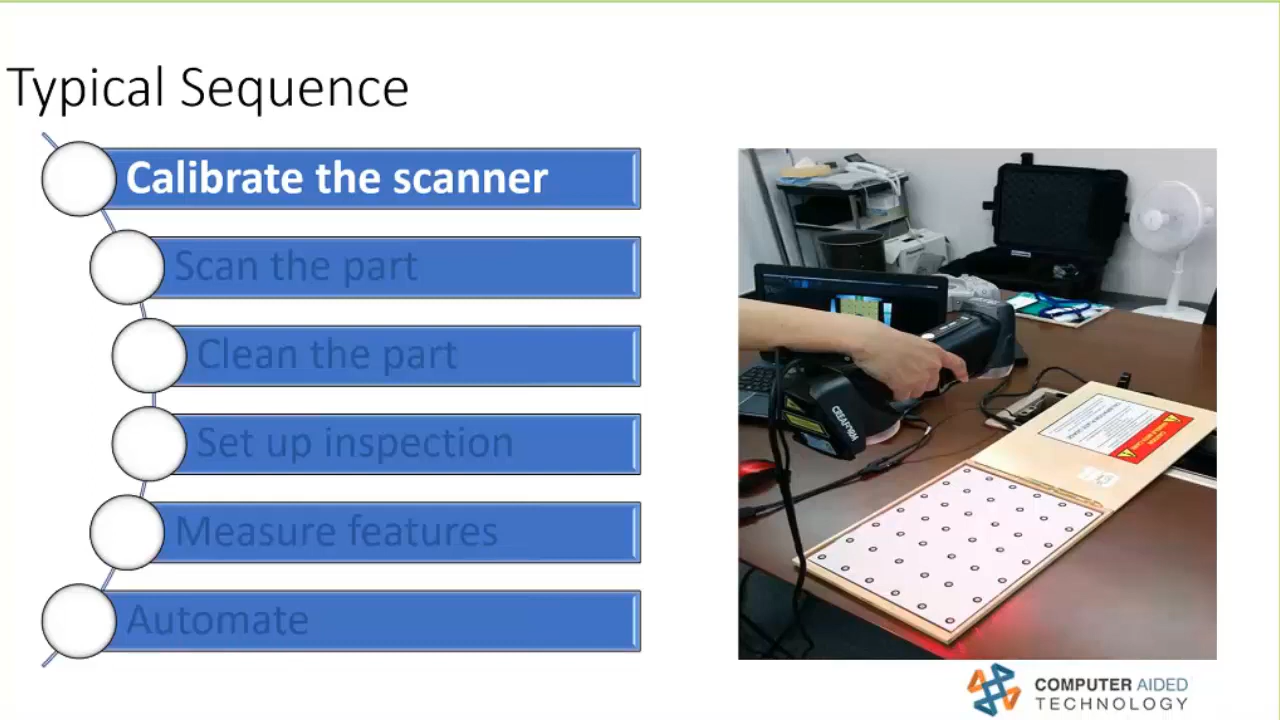 Typical Sequence
Calibrate the scanner
Scan the part
Clean the part
Set up inspection
Measure features
Automate
CREAFORM
COMPUTER AIDED
TECHNOLOGY